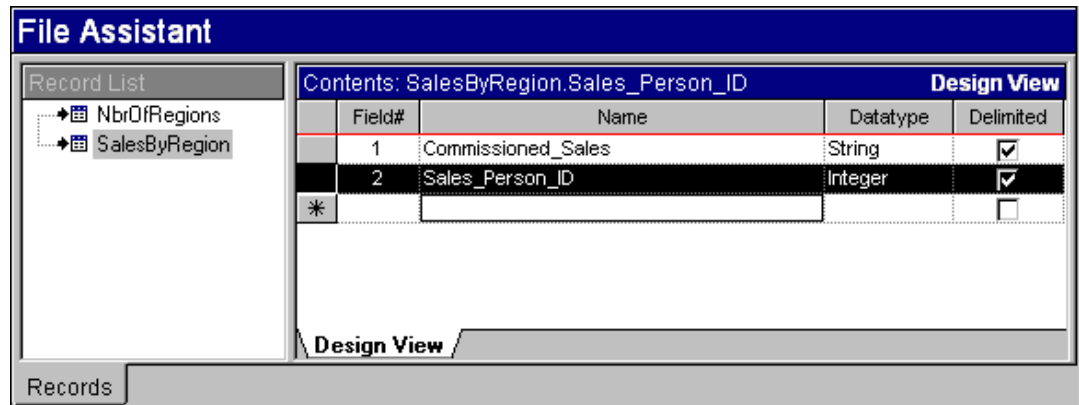 File Assistant
Record List
NbrOfRegions
SalesByRegion
Contents: SalesByRegion.Sales_Person_ID Design View
Field# Name Datatype Delimited
1 Commissioned_Sales String
2 Sales_Person_ID Integer
*
Design View
Records